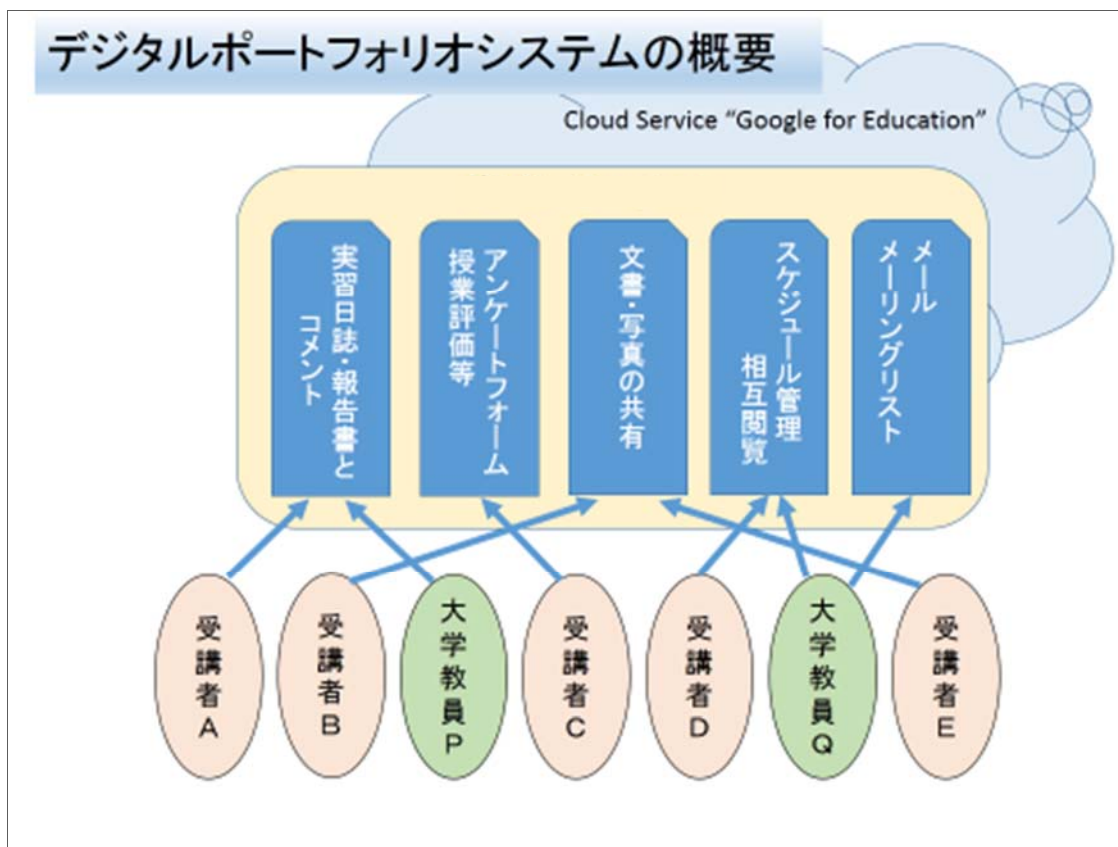 デジタルポートフォリオシステムの概要
Cloud Service “Google for Education”
実習日誌・報告書と
コメント
アンケートフォーム
授業評価等
文書・写真の共有
スケジュール管理
相互閲覧
メール
メーリングリスト
受講者A
受講者B
大学教員P
受講者C
受講者D
大学教員Q
受講者E